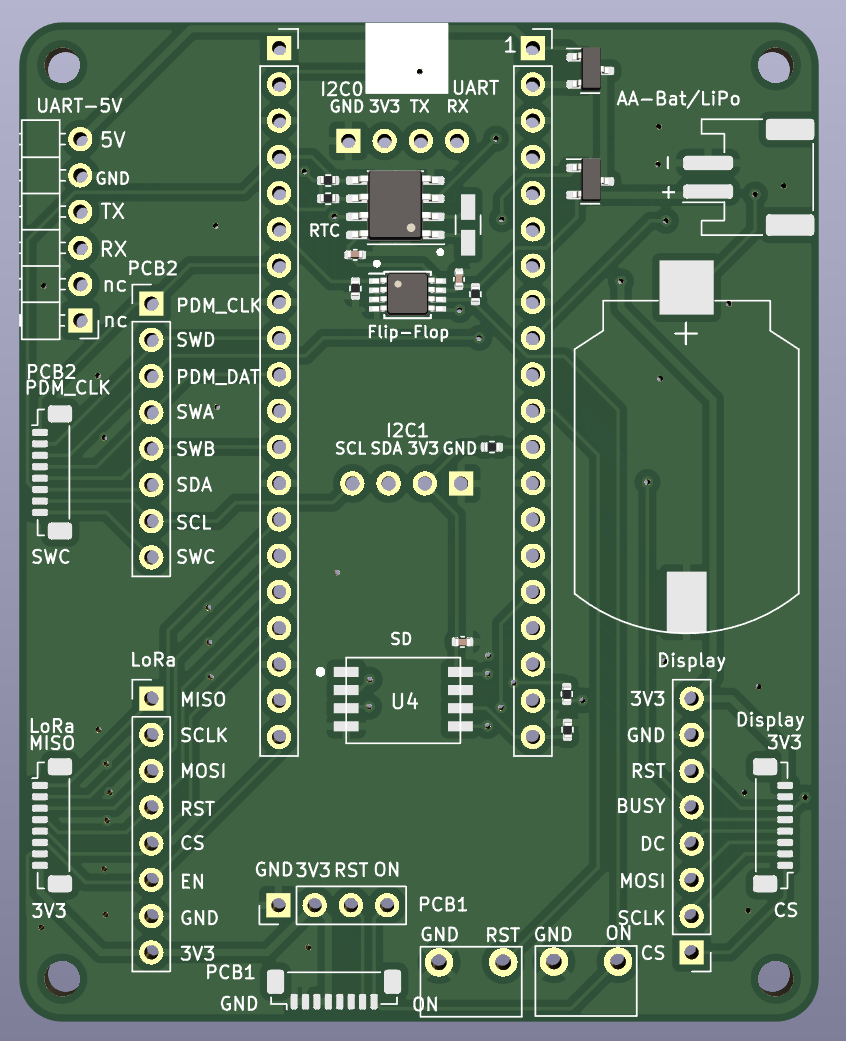 1
I2C0
UART
GND 3V3 TX RX
AA-Bat/LiPo
UART-5V
5V
GND
TX
RX
nc
nc
−
+
RTC
PCB2
PDM_CLK
SWD
PDM_DAT
SWA
SWB
SDA
SCL
SWC
Flip-Flop
+
PCB2
PDM_CLK
SWC
I2C1
SCL SDA 3V3 GND
SD
U4
LoRa
MISO
SCLK
MOSI
RST
CS
EN
GND
3V3
LoRa
MISO
3V3
Display
3V3
GND
RST
BUSY
DC
MOSI
SCLK
CS
Display
3V3
CS
GND 3V3 RST ON
PCB1
PCB1
GND
ON
GND RST
GND ON